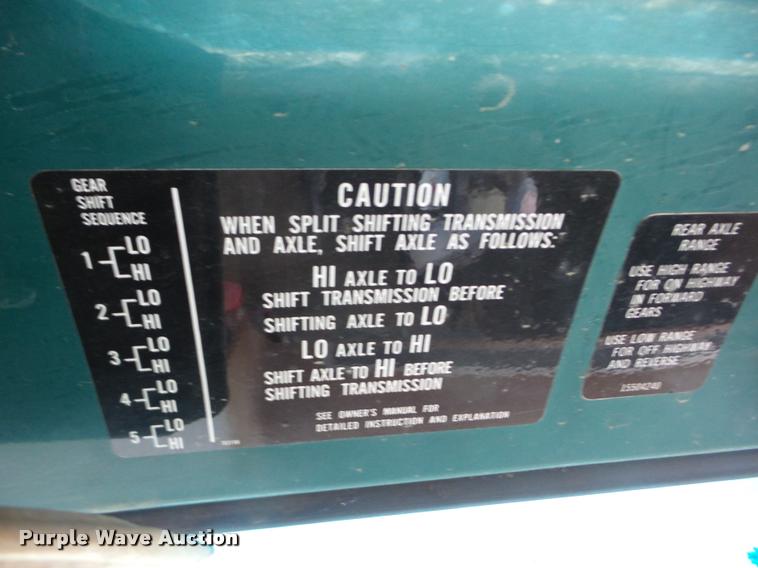 GEAR
SHIFT
SEQUENCE
1 LO
HI
2 LO
HI
3 LO
HI
4 LO
HI
5 LO
HI
CAUTION
WHEN SPLIT SHIFTING TRANSMISSION
AND AXLE, SHIFT AXLE AS FOLLOWS:
HI AXLE TO LO
SHIFT TRANSMISSION BEFORE
SHIFTING AXLE TO LO
LO AXLE TO HI
SHIFT AXLE TO HI BEFORE
SHIFTING TRANSMISSION
SEE OWNER'S MANUAL FOR
DETAILED INSTRUCTION AND EXPLANATION
REAR AXLE
RANGE
USE HIGH RANGE
FOR ON HIGHWAY
IN FORWARD
GEARS
USE LOW RANGE
FOR OFF HIGHWAY
AND REVERSE
15504240
Purple Wave Auction